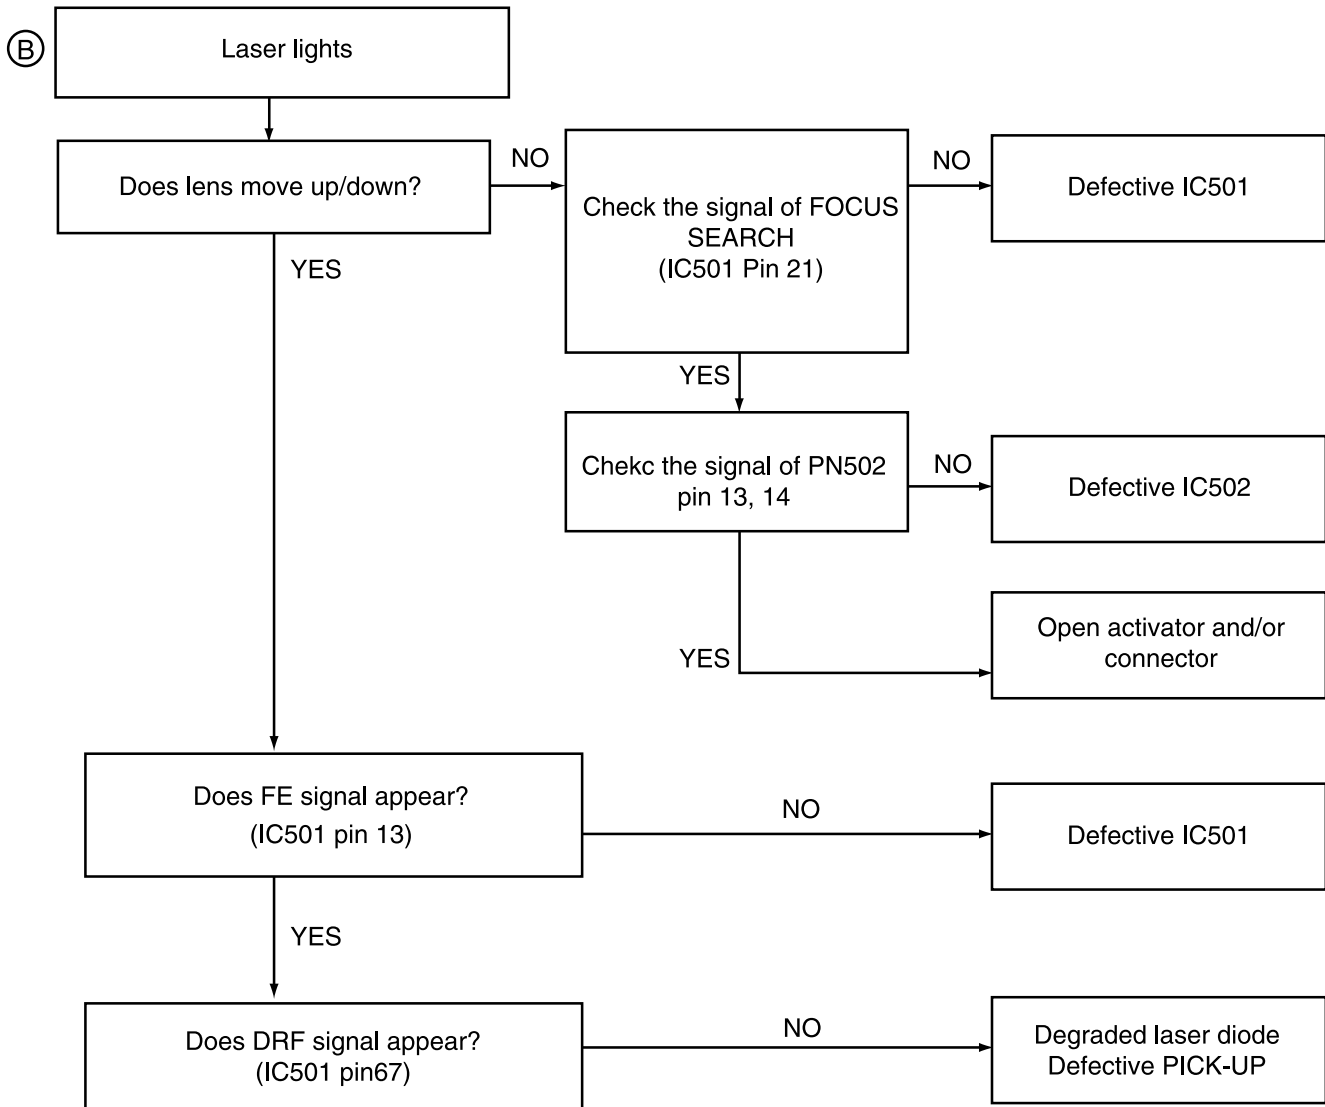 B
Laser lights
Does lens move up/down?
NO
Check the signal of FOCUS
SEARCH
(IC501 Pin 21)
NO
Defective IC501
YES
YES
Chekc the signal of PN502
pin 13, 14
NO
Defective IC502
YES
Open activator and/or
connector
Does FE signal appear?
(IC501 pin 13)
NO
Defective IC501
YES
Does DRF signal appear?
(IC501 pin67)
NO
Degraded laser diode
Defective PICK-UP